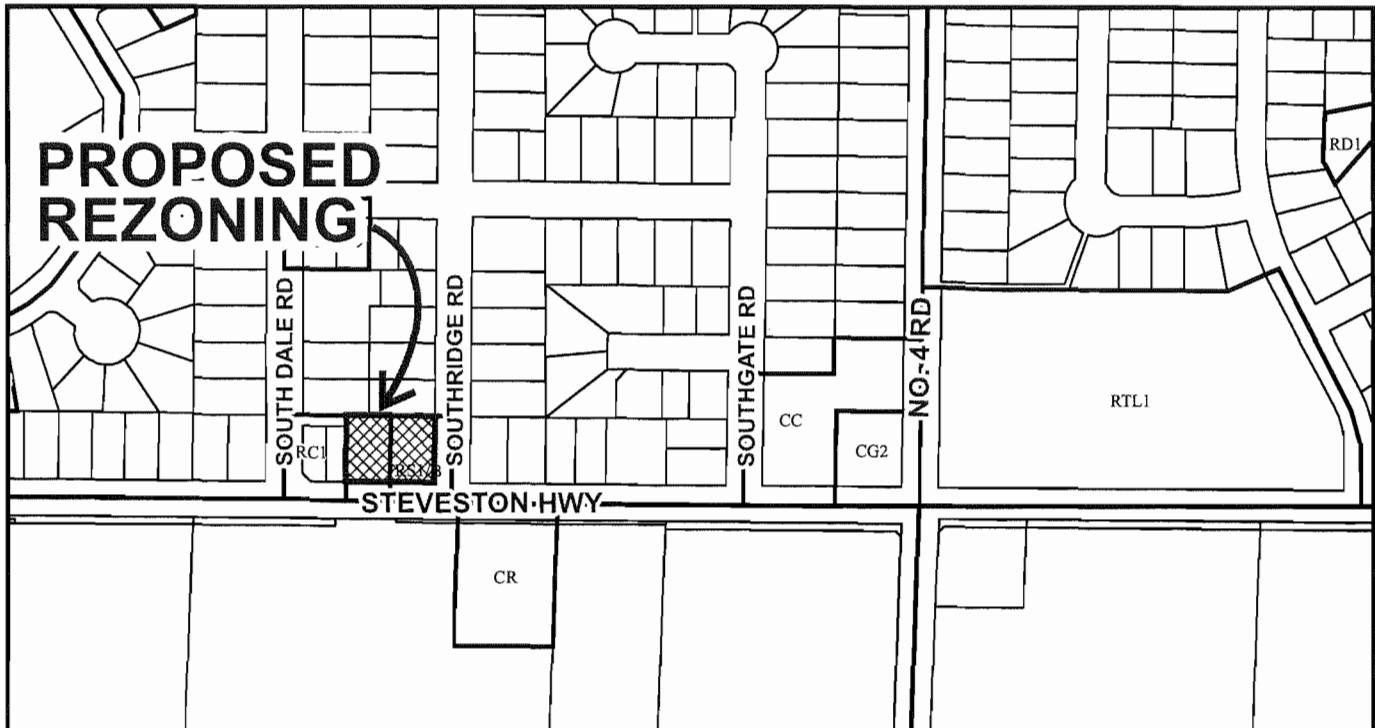 PROPOSED
REZONING
RD1
SOUTH DALE RD
SOUTHRIDGE RD
SOUTHGATE RD
NO. 4 RD
RTL1
CC
CG2
RC1
STEVESTON HWY
CR